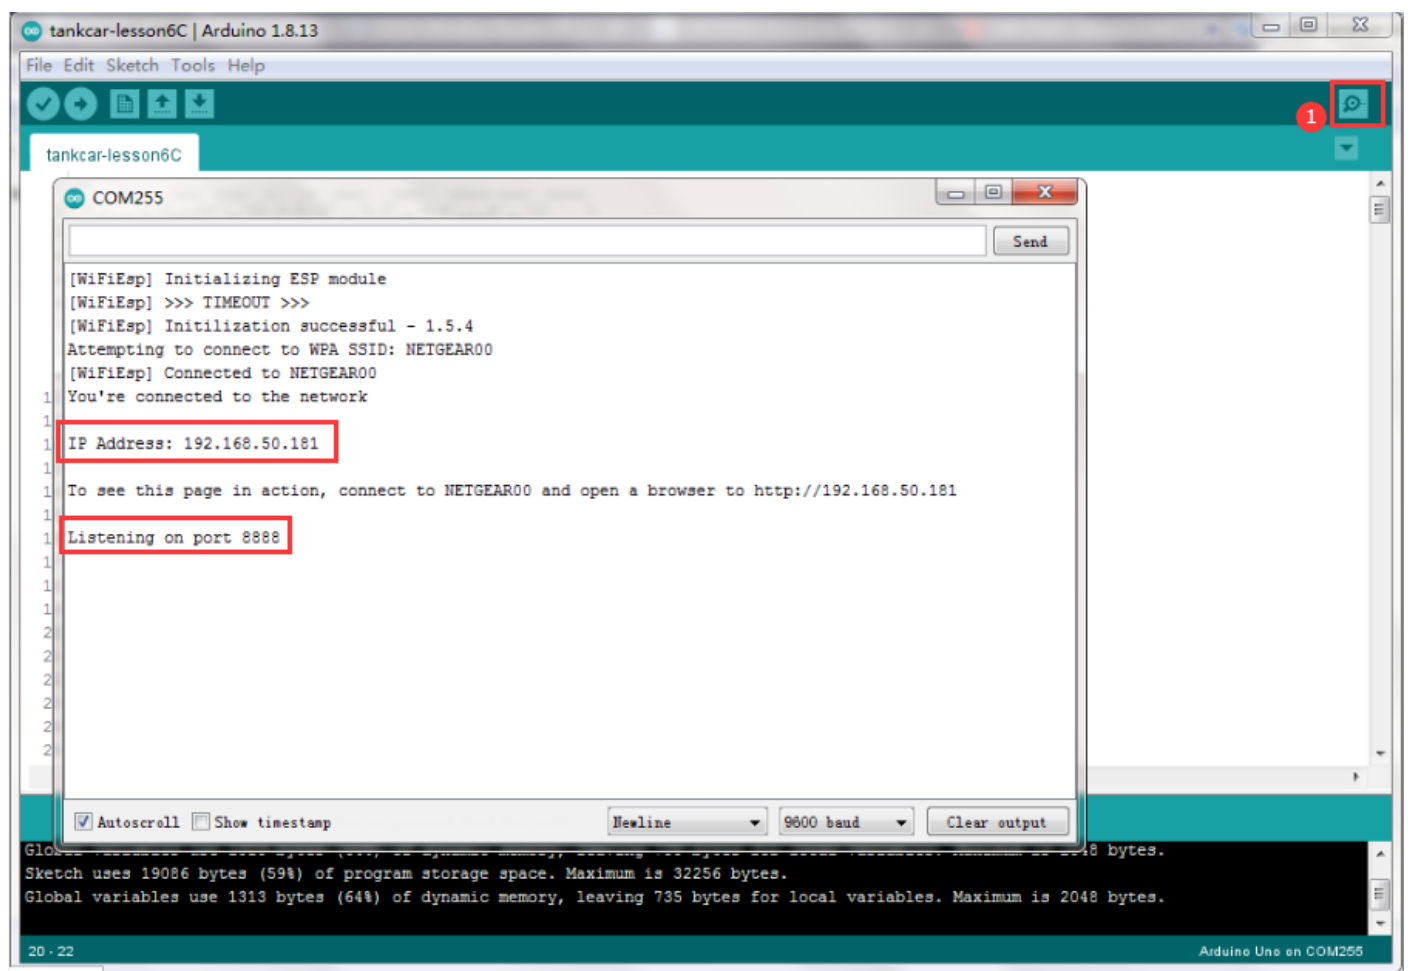 tankcar-lesson6C | Arduino 1.8.13
File Edit Sketch Tools Help
1
tankcar-lesson6C
COM255
Send
[WiFiEsp] Initializing ESP module
[WiFiEsp] >>> TIMEOUT >>>
[WiFiEsp] Initilization successful - 1.5.4
Attempting to connect to WPA SSID: NETGEAR00
[WiFiEsp] Connected to NETGEAR00
You're connected to the network
IP Address: 192.168.50.181
To see this page in action, connect to NETGEAR00 and open a browser to http://192.168.50.181
Listening on port 8888
Autoscroll Show timestamp Newline 9600 baud Clear output
Sketch uses 19086 bytes (59%) of program storage space. Maximum is 32256 bytes.
Global variables use 1313 bytes (64%) of dynamic memory, leaving 735 bytes for local variables. Maximum is 2048 bytes.
20 - 22 Arduino Uno on COM255